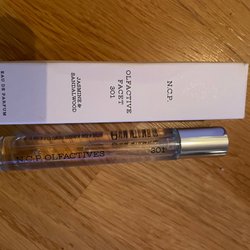 N.C.P.
OLFACTIVE
FACET
301
JASMINE &
SANDALWOOD
EAU DE PARFUM
N.C.P. OLFACTIVES
301